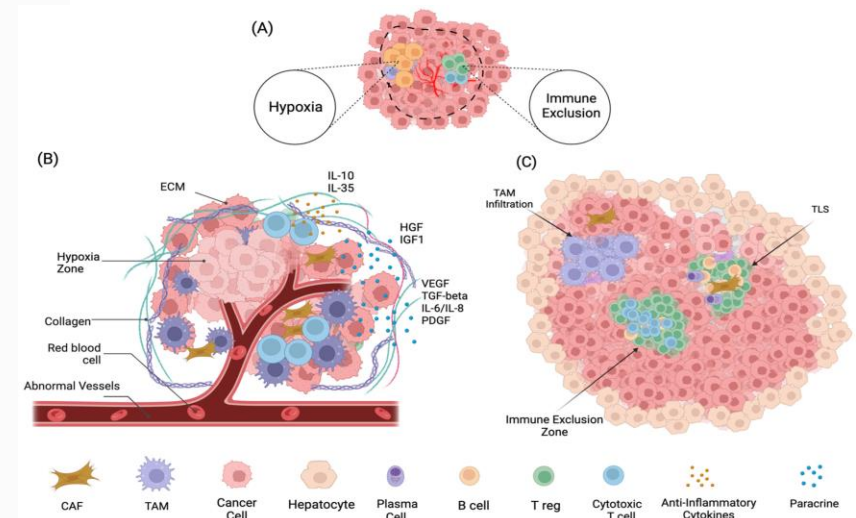 (A)
Hypoxia
Immune
Exclusion
(B)
ECM
IL-10
IL-35
HGF
IGF1
Hypoxia
Zone
VEGF
TGF-beta
IL-6/IL-8
PDGF
Collagen
Red blood
cell
Abnormal Vessels
(C)
TAM
Infiltration
TLS
Immune Exclusion
Zone
CAF
TAM
Cancer
Cell
Hepatocyte
Plasma
Cell
B cell
T reg
Cytotoxic
T cell
Anti-Inflammatory
Cytokines
Paracrine